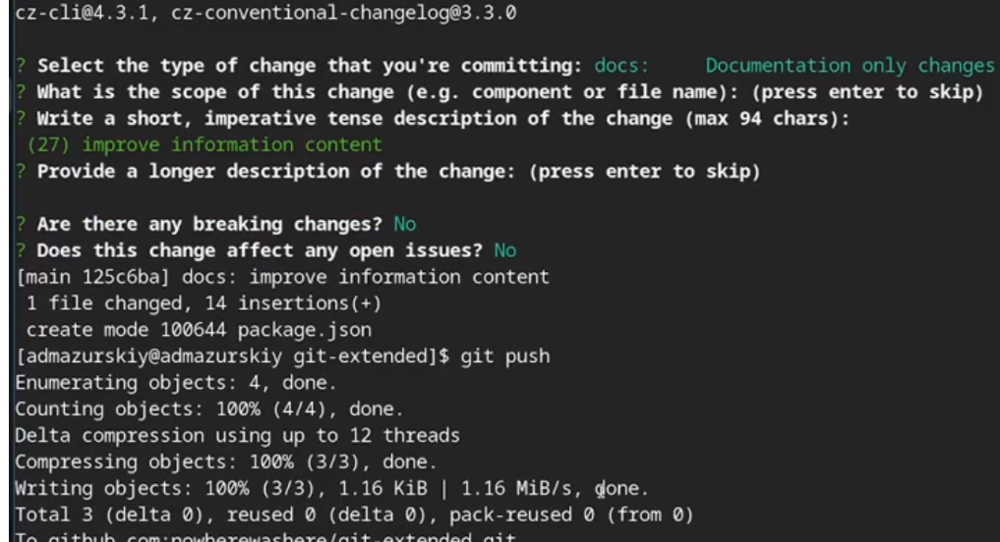 cz-cli@4.3.1, cz-conventional-changelog@3.3.0
? Select the type of change that you're committing: docs:     Documentation only changes
? What is the scope of this change (e.g. component or file name): (press enter to skip)
? Write a short, imperative tense description of the change (max 94 chars):
(27) improve information content
? Provide a longer description of the change: (press enter to skip)
? Are there any breaking changes? No
? Does this change affect any open issues? No
[main 125c6ba] docs: improve information content
1 file changed, 14 insertions(+)
create mode 100644 package.json
[admazurskiy@admazurskiy git-extended]$ git push
Enumerating objects: 4, done.
Counting objects: 100% (4/4), done.
Delta compression using up to 12 threads
Compressing objects: 100% (3/3), done.
Writing objects: 100% (3/3), 1.16 KiB | 1.16 MiB/s, done.
Total 3 (delta 0), reused 0 (delta 0), pack-reused 0 (from 0)
To github.com:nowherewashere/git-extended.git